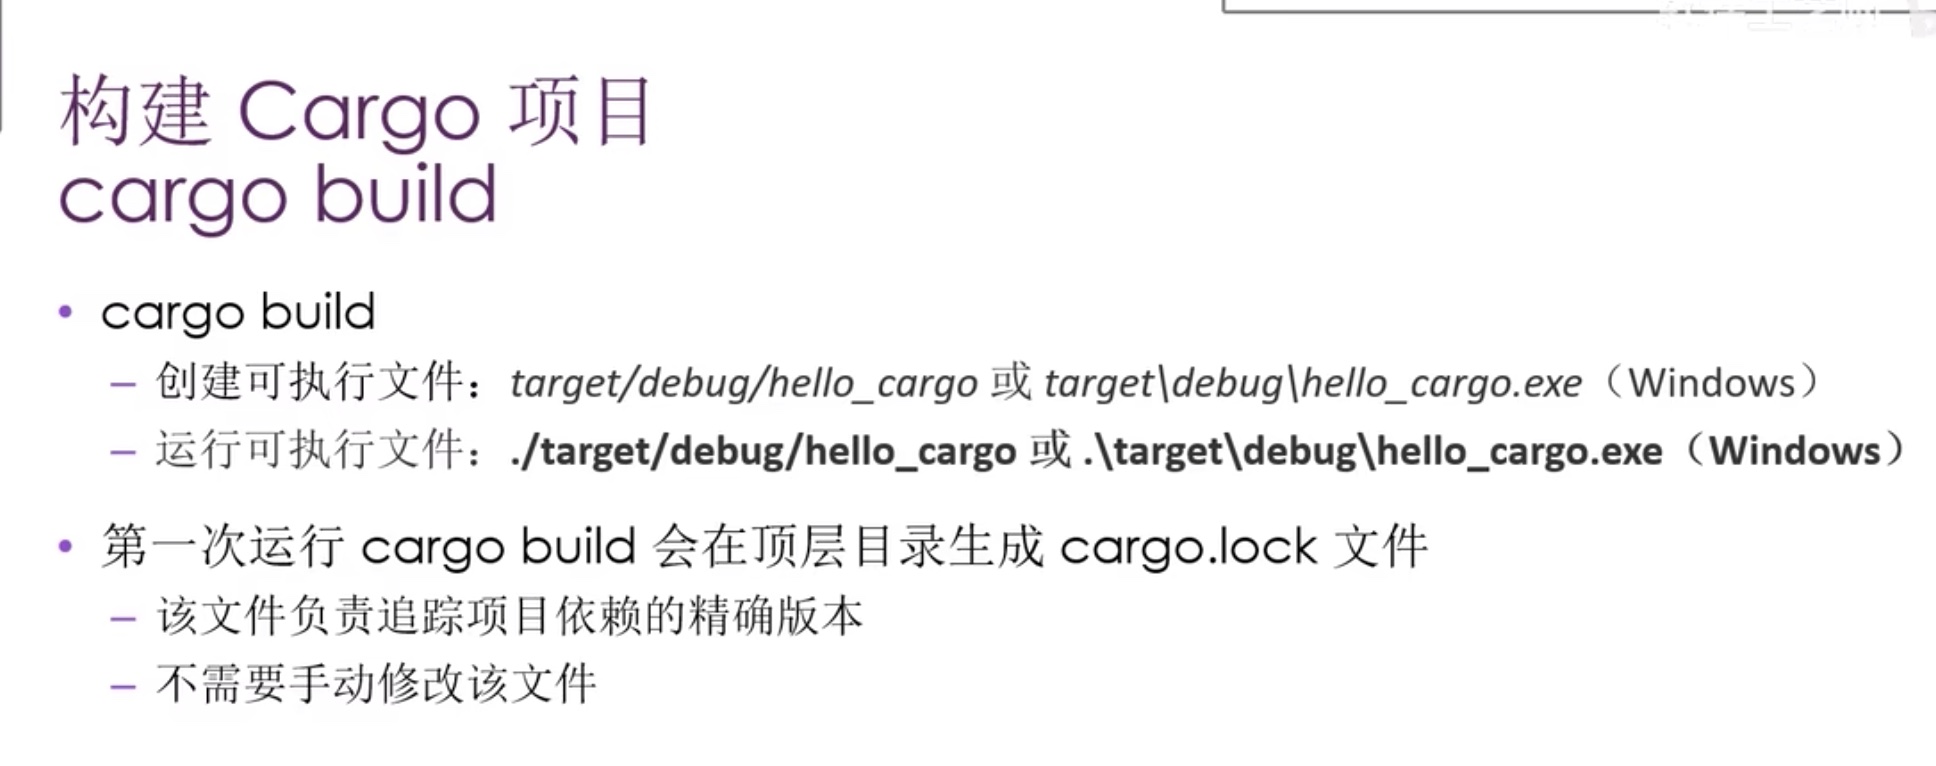 构建 Cargo 项目
cargo build
• cargo build
– 创建可执行文件：target/debug/hello_cargo 或 target\debug\hello_cargo.exe（Windows）
– 运行可执行文件：./target/debug/hello_cargo 或 .\target\debug\hello_cargo.exe（Windows）
• 第一次运行 cargo build 会在顶层目录生成 cargo.lock 文件
– 该文件负责追踪项目依赖的精确版本
– 不需要手动修改该文件